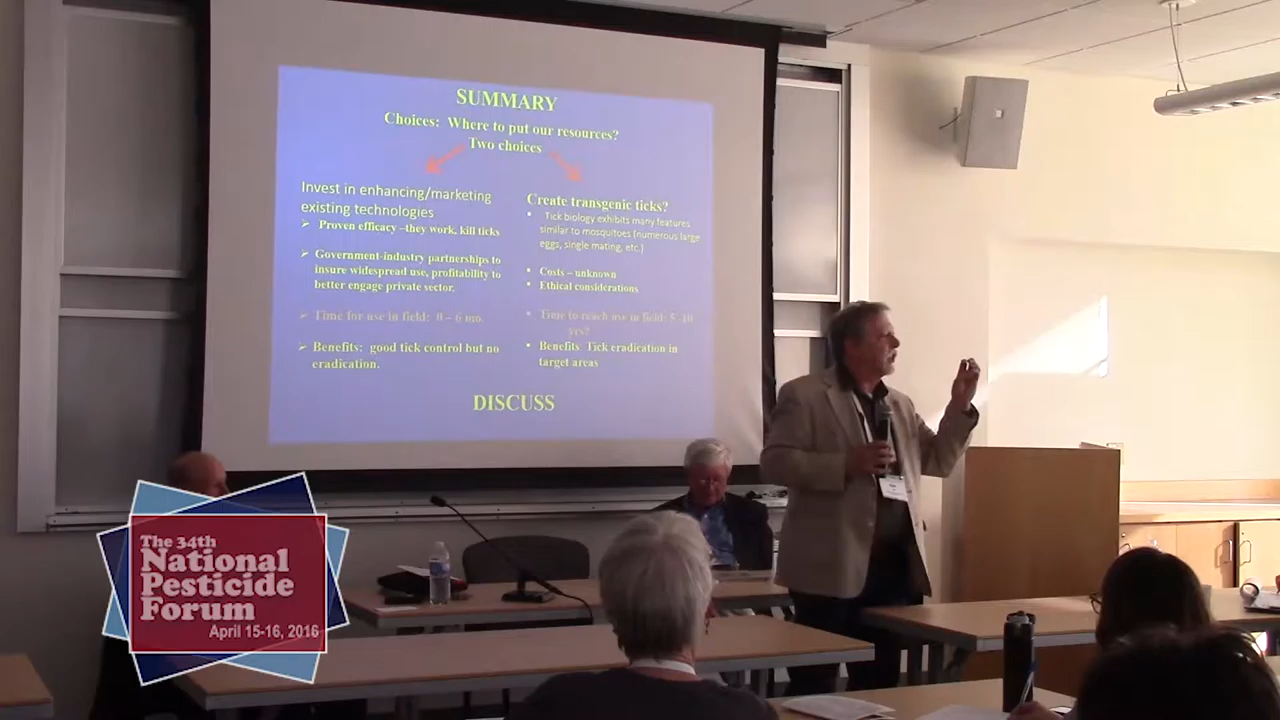 SUMMARY
Choices: Where to put our resources?
Two choices
Invest in enhancing/marketing
existing technologies
Proven efficacy –they work, kill ticks
Government-industry partnerships to
insure widespread use, profitability to
better engage private sector.
Time for use in field: 0 – 6 mo.
Benefits: good tick control but no
eradication.
Create transgenic ticks?
Tick biology exhibits many features
similar to mosquitoes (numerous large
eggs, single mating, etc.)
Costs – unknown
Ethical considerations
Time to reach use in field: 5 -10
yrs?
Benefits: Tick eradication in
target areas
DISCUSS
The 34th
National
Pesticide
Forum
April 15-16, 2016